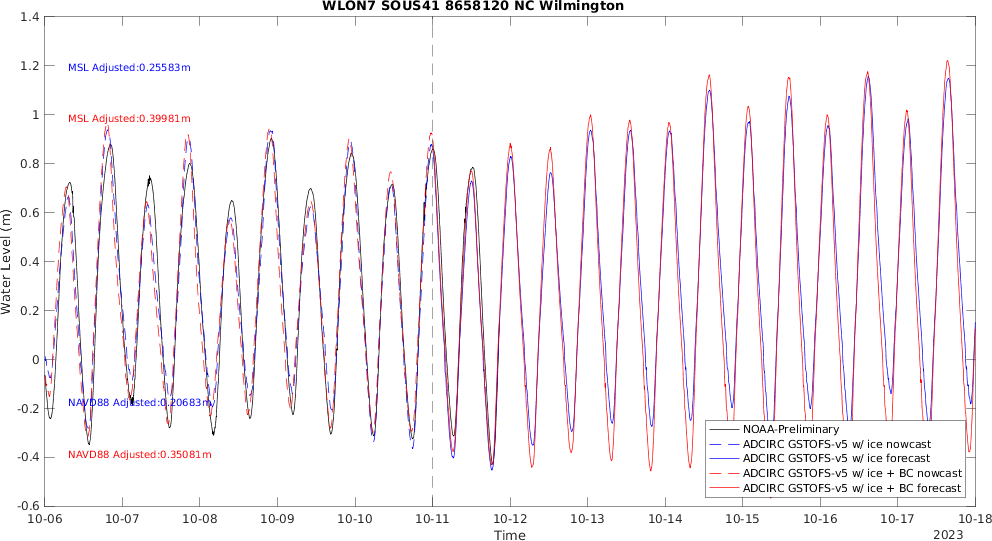 WLON7 SOUS41 8658120 NC Wilmington
1.4
1.2
1
0.8
0.6
0.4
0.2
0
-0.2
-0.4
-0.6
Water Level (m)
MSL Adjusted:0.25583m
MSL Adjusted:0.39981m
NAVD88 Adjusted:0.20683m
NAVD88 Adjusted:0.35081m
NOAA-Preliminary
ADCIRC GSTOFS-v5 w/ ice nowcast
ADCIRC GSTOFS-v5 w/ ice forecast
ADCIRC GSTOFS-v5 w/ ice + BC nowcast
ADCIRC GSTOFS-v5 w/ ice + BC forecast
10-06 10-07 10-08 10-09 10-10 10-11 10-12 10-13 10-14 10-15 10-16 10-17 10-18
Time
2023